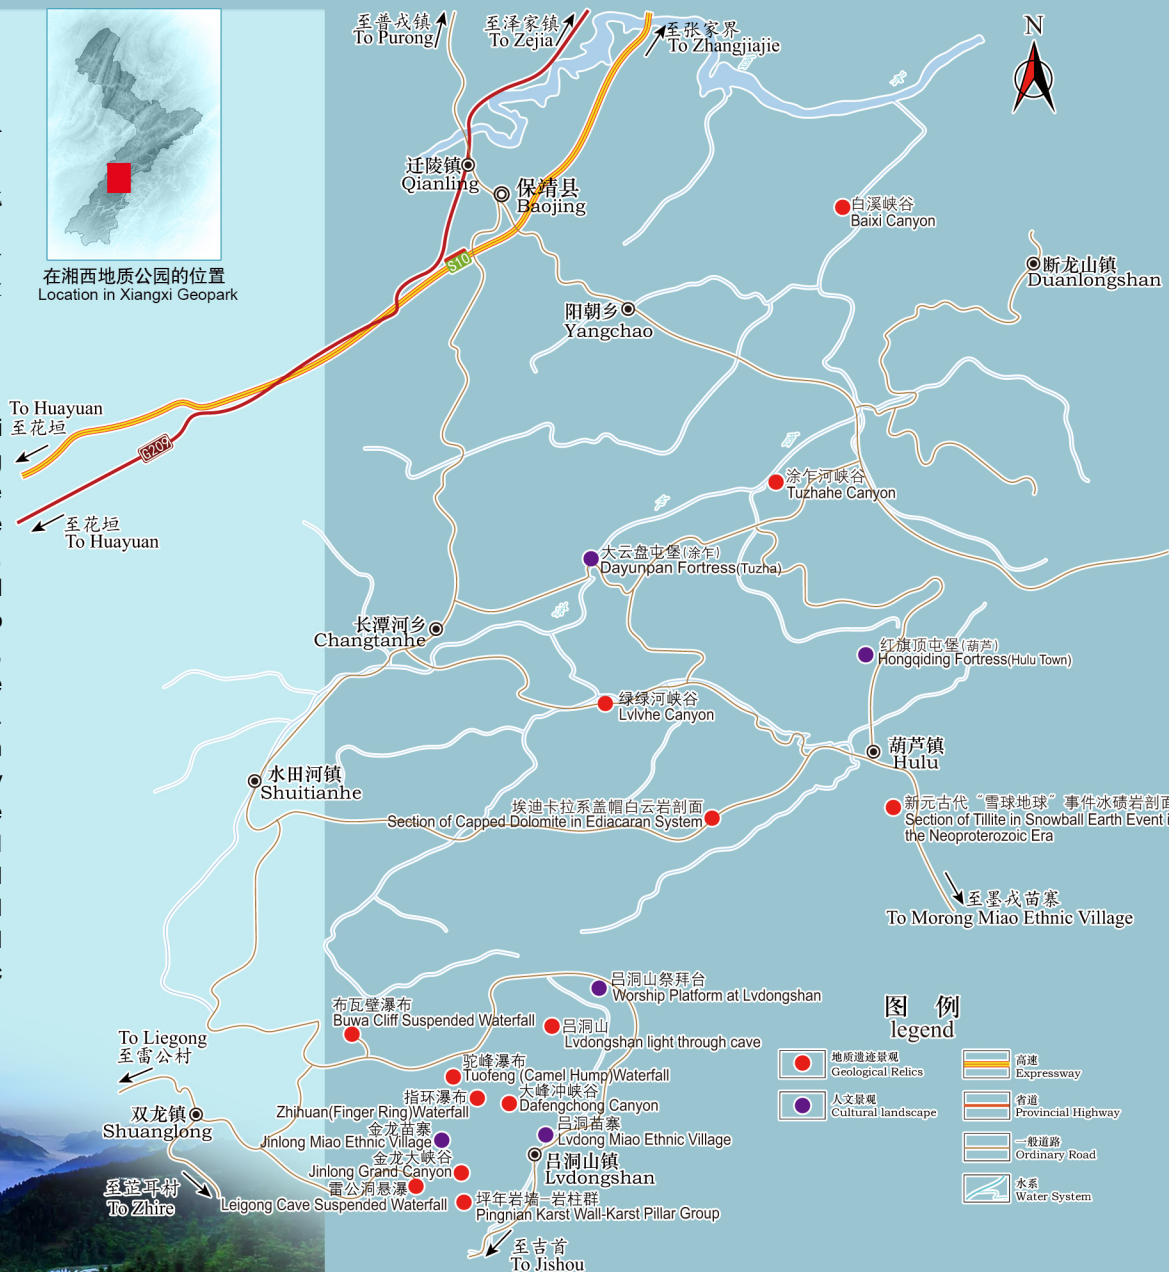 至普戎镇
To Purong
至泽家镇
To Zejia
至张家界
To Zhangjiajie
N
迁陵镇
Qianling
保靖县
Baojing
白溪峡谷
Baixi Canyon
S10
断龙山镇
Duanlongshan
在湘西地质公园的位置
Location in Xiangxi Geopark
阳朝乡
Yangchao
To Huayuan
至花垣
G209
至花垣
To Huayuan
涂乍河峡谷
Tuzhahe Canyon
大云盘屯堡(涂乍)
Dayunpan Fortress(Tuzha)
长潭河乡
Changtanhe
红旗顶屯堡(葫芦)
Hongqiding Fortress(Hulu Town)
绿绿河峡谷
Lvlvhe Canyon
葫芦镇
Hulu
水田河镇
Shuitianhe
埃迪卡拉系盖帽白云岩剖面
Section of Capped Dolomite in Ediacaran System
新元古代“雪球地球”事件冰碛岩剖面
Section of Tillite in Snowball Earth Event i
the Neoproterozoic Era
至墨戎苗寨
To Morong Miao Ethnic Village
吕洞山祭拜台
Worship Platform at Lvdongshan
布瓦壁瀑布
Buwa Cliff Suspended Waterfall
吕洞山
Lvdongshan light through cave
To Liegong
至雷公村
驼峰瀑布
Tuofeng (Camel Hump)Waterfall
指环瀑布
Zhihuan(Finger Ring)Waterfall
大峰冲峡谷
Dafengchong Canyon
双龙镇
Shuanglong
金龙苗寨
Jinlong Miao Ethnic Village
吕洞苗寨
Lvdong Miao Ethnic Village
金龙大峡谷
Jinlong Grand Canyon
吕洞山镇
Lvdongshan
至芷耳村
To Zhire
雷公洞悬瀑
Leigong Cave Suspended Waterfall
坪年岩墙—岩柱群
Pingnian Karst Wall-Karst Pillar Group
至吉首
To Jishou
图 例
legend
地质遗迹景观
Geological Relics
人文景观
Cultural landscape
高速
Expressway
省道
Provincial Highway
一般道路
Ordinary Road
水系
Water System